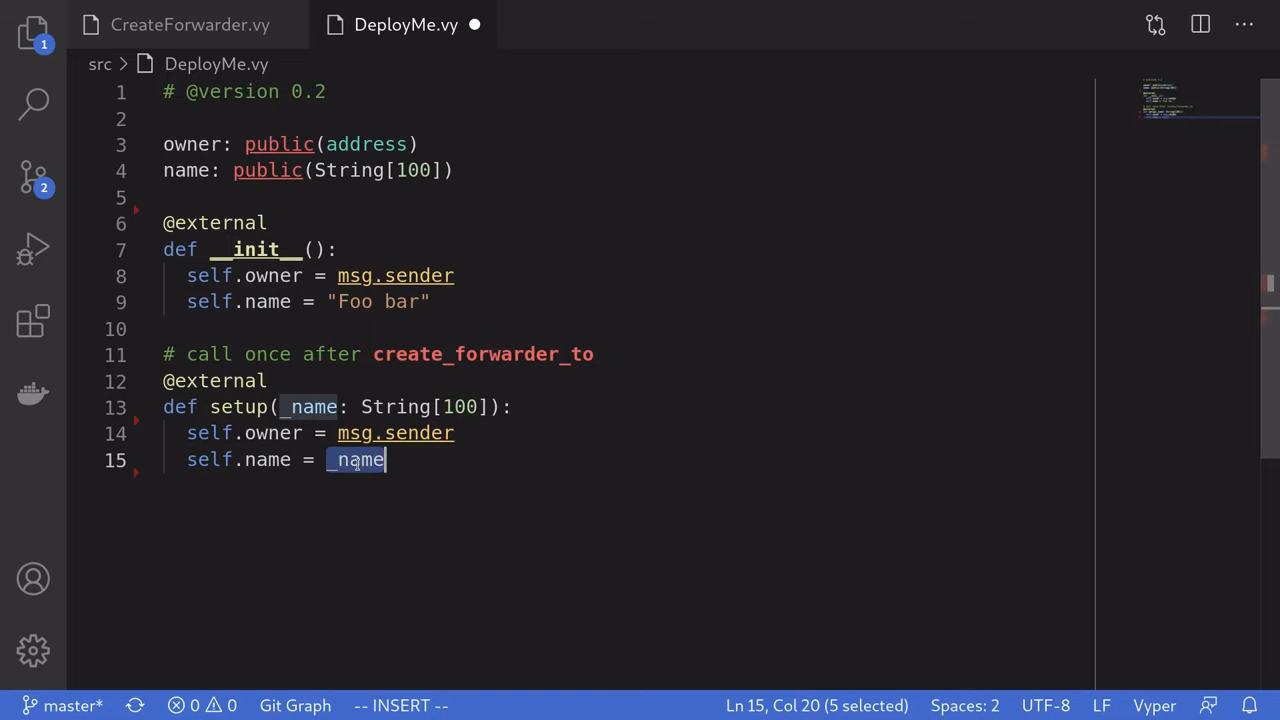 CreateForwarder.vy
DeployMe.vy
1
src > DeployMe.vy
1 # @version 0.2
2
3 owner: public(address)
4 name: public(String[100])
5
6 @external
7 def __init__():
8 self.owner = msg.sender
9 self.name = "Foo bar"
10
11 # call once after create_forwarder_to
12 @external
13 def setup(_name: String[100]):
14 self.owner = msg.sender
15 self.name = _name
2
master* 0 0 Git Graph -- INSERT -- Ln 15, Col 20 (5 selected) Spaces: 2 UTF-8 LF Vyper